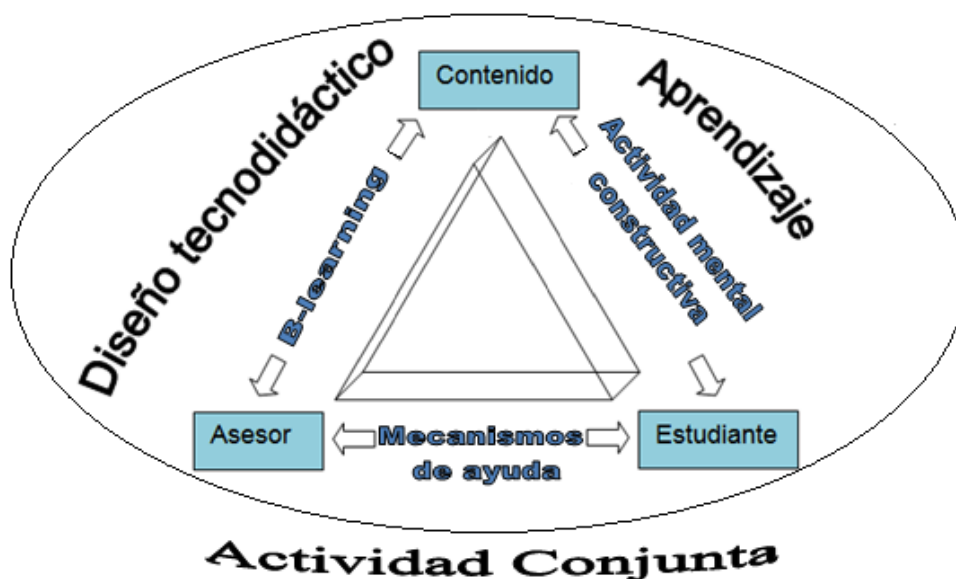 Contenido
Diseño tecnodidáctico
Aprendizaje
B-learning
Actividad mental
constructiva
Asesor
Mecanismos
de ayuda
Estudiante
Actividad Conjunta